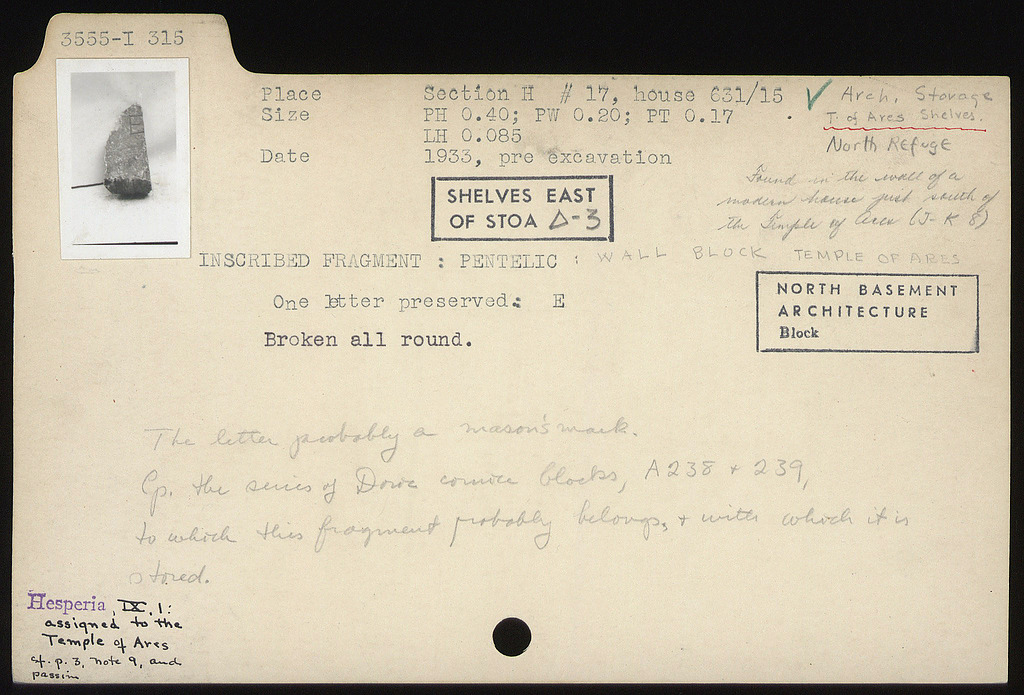 3555-I 315
Place Section H # 17, house 631/15
Size PH 0.40; PW 0.20; PT 0.17
LH 0.085
Date 1933, pre excavation
✓ Arch. Storage
T. of Ares Shelves.
North Refuge
Found in the wall of a
modern house just south of
the Temple of Ares (J-K 8)
SHELVES EAST
OF STOA Δ-3
INSCRIBED FRAGMENT : PENTELIC : WALL BLOCK TEMPLE OF ARES
One letter preserved: E
Broken all round.
NORTH BASEMENT
ARCHITECTURE
Block
The letter probably a mason's mark.
Cp. the series of Doric cornice blocks, A 238 + 239,
to which this fragment probably belongs, + with which it is
stored.
Hesperia, IX, 1:
assigned to the
Temple of Ares
cf. p. 3, note 9, and
passim